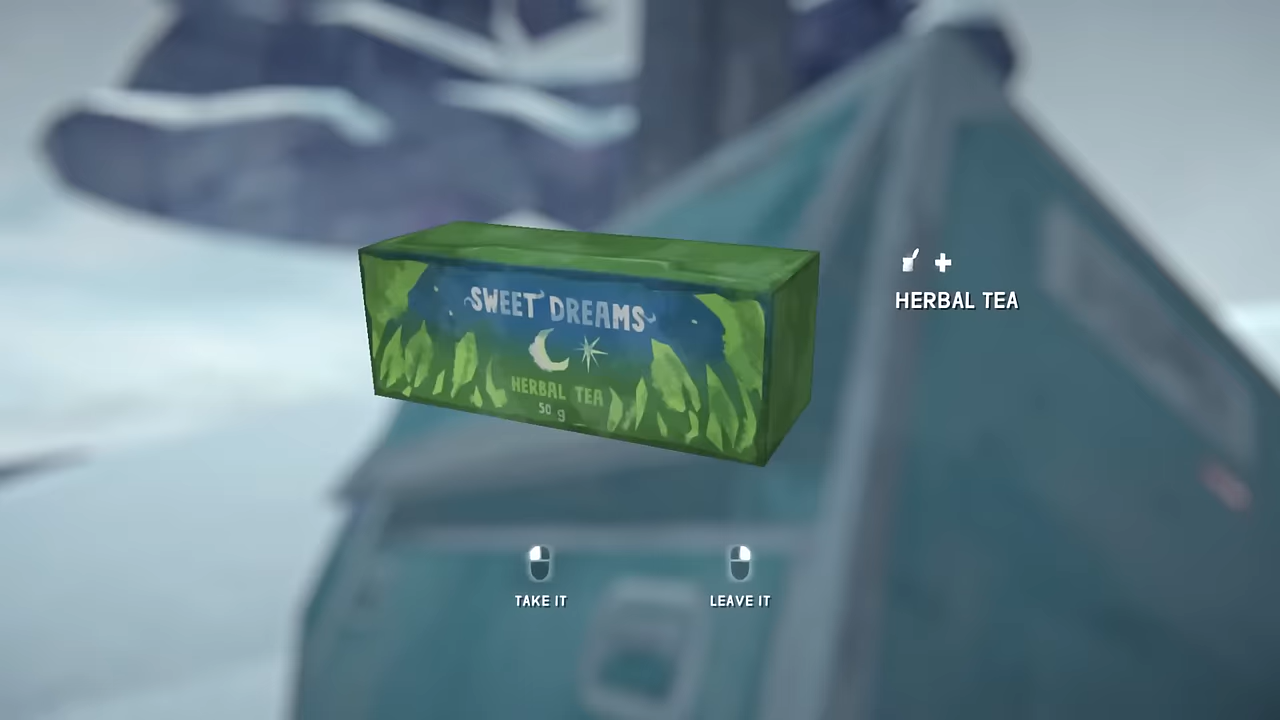 SWEET DREAMS
HERBAL TEA
50 g
HERBAL TEA
TAKE IT
LEAVE IT